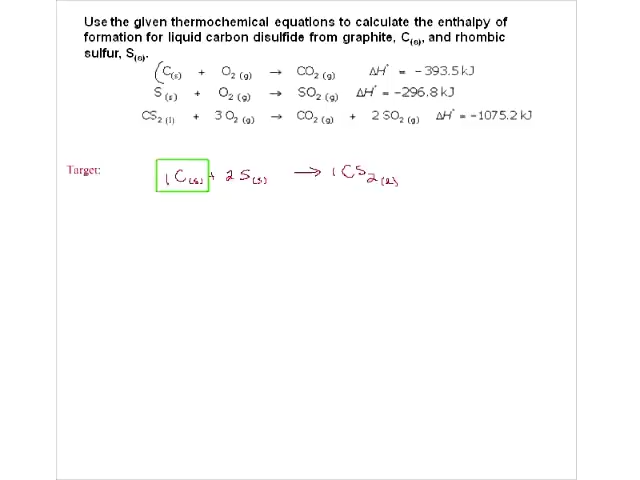 Use the given thermochemical equations to calculate the enthalpy of
formation for liquid carbon disulfide from graphite, C(s), and rhombic
sulfur, S(s).
(C(s) + O2 (g) → CO2 (g) ΔH° = −393.5 kJ
S (s) + O2 (g) → SO2 (g) ΔH° = −296.8 kJ
CS2 (l) + 3 O2 (g) → CO2 (g) + 2 SO2 (g) ΔH° = −1075.2 kJ
Target: 1 C(s) + 2 S(s) → 1 CS2(l)